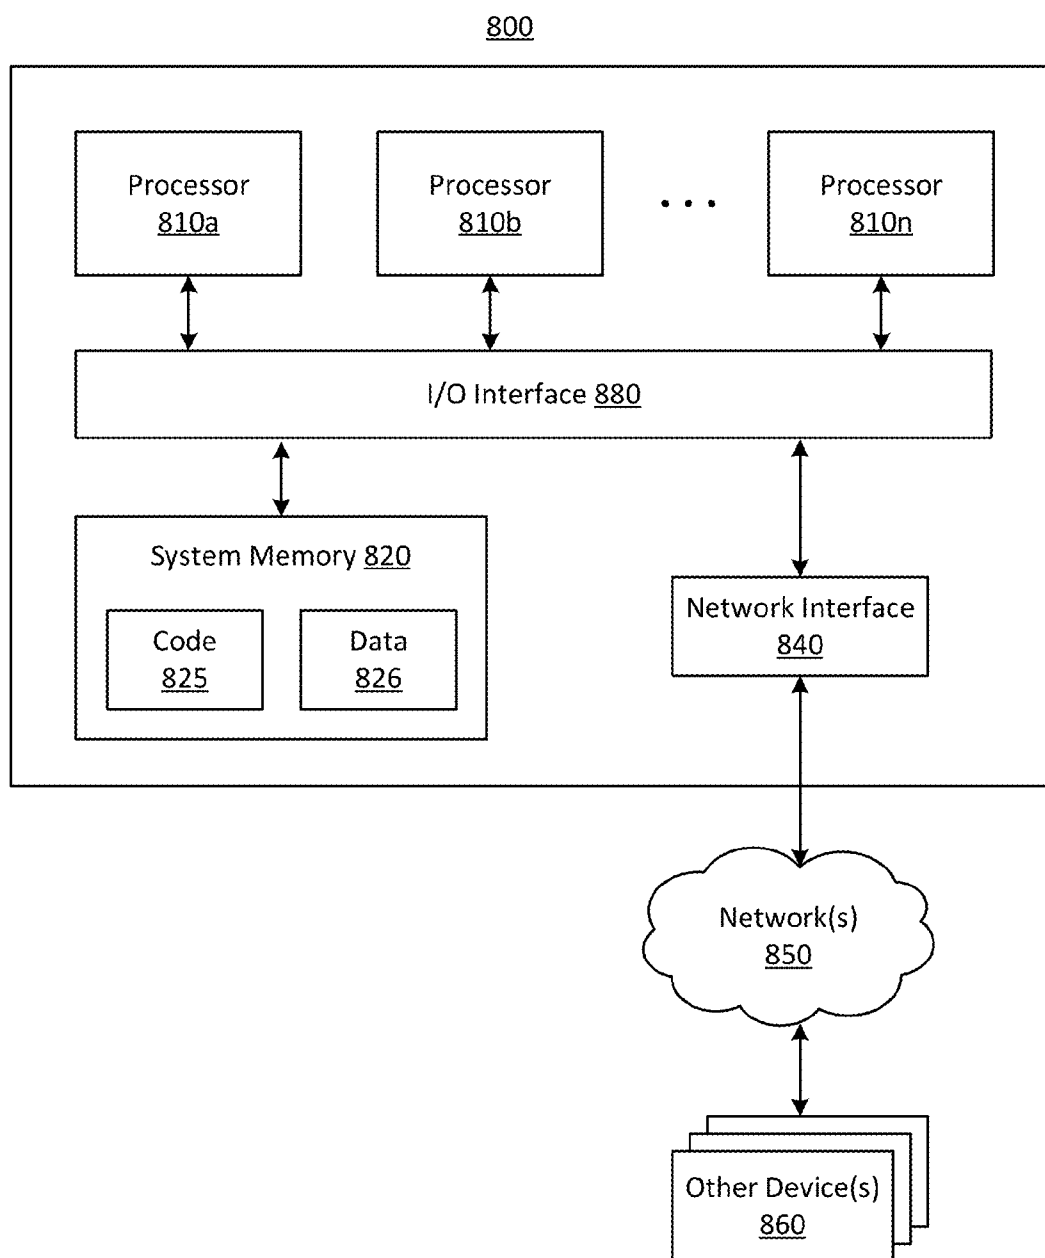 800
Processor
810a
Processor
810b
. . .
Processor
810n
I/O Interface 880
System Memory 820
Code
825
Data
826
Network Interface
840
Network(s)
850
Other Device(s)
860